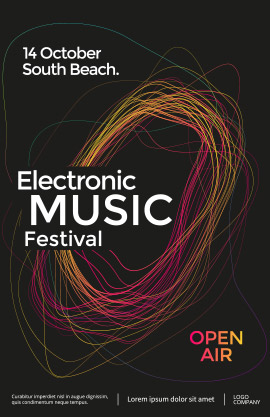 14 October
South Beach.
Electronic
MUSIC
Festival
OPEN
AIR
Curabitur imperdiet nisl in augue dignissim,
quis condimentum neque tempus.
Lorem ipsum dolor sit amet
LOGO
COMPANY